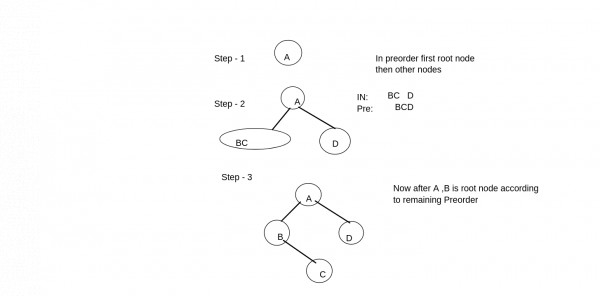 Step - 1
A
In preorder first root node
then other nodes
Step - 2
A
IN: BC D
Pre: BCD
BC
D
Step - 3
A
Now after A ,B is root node according
to remaining Preorder
B
D
C